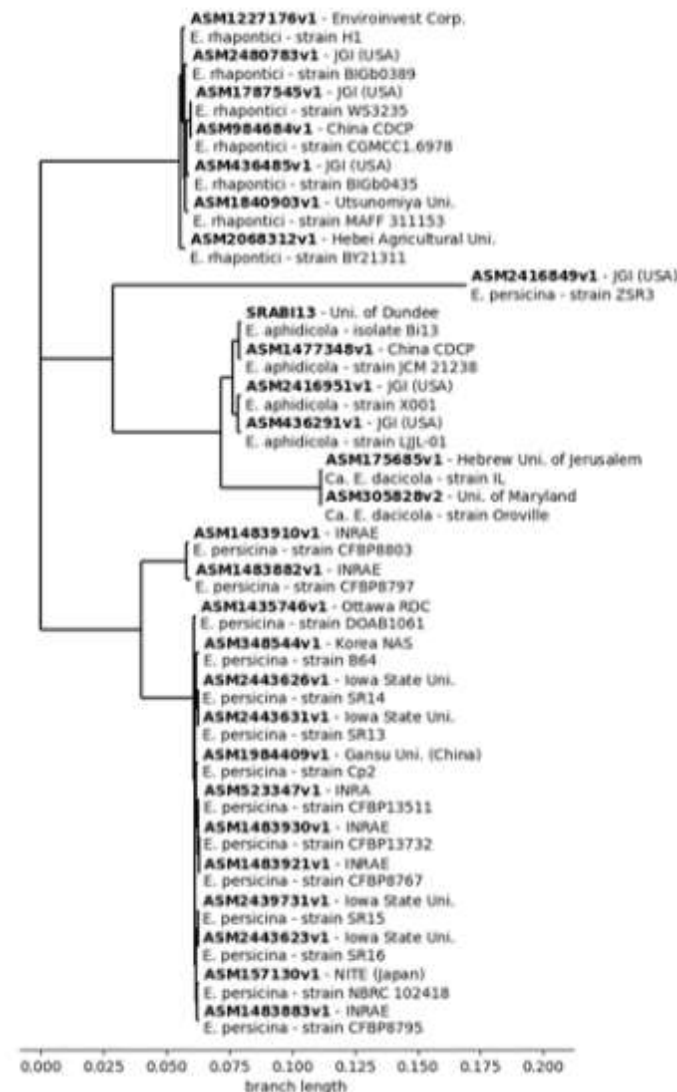 ASM1227176v1 - Enviroinvest Corp.
E. rhapontici - strain H1
ASM2480783v1 - JGI (USA)
E. rhapontici - strain BIGb0389
ASM1787545v1 - JGI (USA)
E. rhapontici - strain WS3235
ASM984684v1 - China CDCP
E. rhapontici - strain CGMCC1.6978
ASM436485v1 - JGI (USA)
E. rhapontici - strain BIGb0435
ASM1840903v1 - Utsunomiya Uni.
E. rhapontici - strain MAFF 311153
ASM2068312v1 - Hebei Agricultural Uni.
E. rhapontici - strain BY21311
ASM2416849v1 - JGI (USA)
E. persicina - strain ZSR3
SRABI13 - Uni. of Dundee
E. aphidicola - isolate Bi13
ASM1477348v1 - China CDCP
E. aphidicola - strain JCM 21238
ASM2416951v1 - JGI (USA)
E. aphidicola - strain X001
ASM436291v1 - JGI (USA)
E. aphidicola - strain LJJL-01
ASM175685v1 - Hebrew Uni. of Jerusalem
Ca. E. dacicola - strain IL
ASM305828v2 - Uni. of Maryland
Ca. E. dacicola - strain Oroville
ASM1483910v1 - INRAE
E. persicina - strain CFBP8803
ASM1483882v1 - INRAE
E. persicina - strain CFBP8797
ASM1435746v1 - Ottawa RDC
E. persicina - strain DOAB1061
ASM348544v1 - Korea NAS
E. persicina - strain B64
ASM2443626v1 - Iowa State Uni.
E. persicina - strain SR14
ASM2443631v1 - Iowa State Uni.
E. persicina - strain SR13
ASM1984409v1 - Gansu Uni. (China)
E. persicina - strain Cp2
ASM523347v1 - INRA
E. persicina - strain CFBP13511
ASM1483930v1 - INRAE
E. persicina - strain CFBP13732
ASM1483921v1 - INRAE
E. persicina - strain CFBP8767
ASM2439731v1 - Iowa State Uni.
E. persicina - strain SR15
ASM2443623v1 - Iowa State Uni.
E. persicina - strain SR16
ASM157130v1 - NITE (Japan)
E. persicina - strain NBRC 102418
ASM1483883v1 - INRAE
E. persicina - strain CFBP8795
0.000 0.025 0.050 0.075 0.100 0.125 0.150 0.175 0.200
branch length